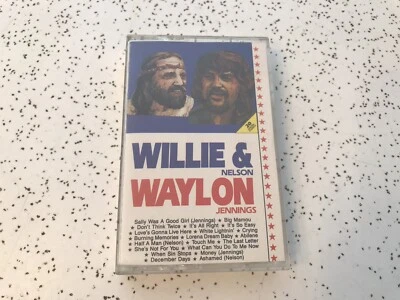 WILLIE &
NELSON
WAYLON
JENNINGS
Sally Was A Good Girl (Jennings) ★ Big Mamou
★ Don't Think Twice ★ It's All Right ★ It's So Easy
★ Love's Gonna Live Here ★ White Lightnin' ★ Crying
★ Burning Memories ★ Lorena Dream Baby ★ Abilene
Half A Man (Nelson) ★ Touch Me ★ The Last Letter
★ She's Not For You ★ What Can You Do To Me Now
★ When Sin Stops ★ Money (Jennings)
★ December Days ★ Ashamed (Nelson)